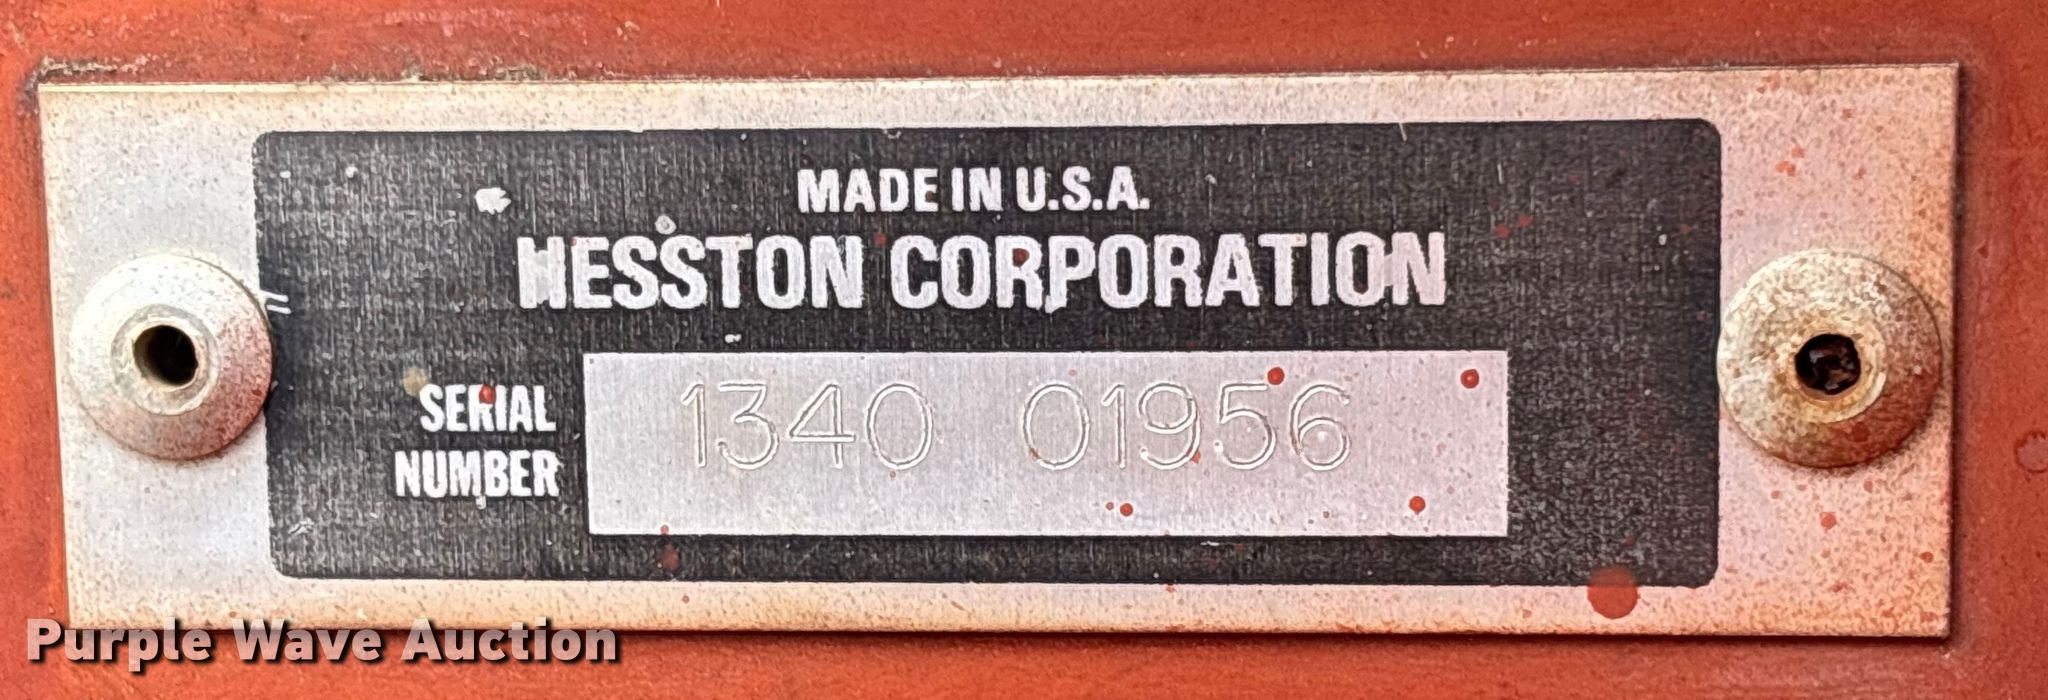 MADE IN U.S.A.
HESSTON CORPORATION
SERIAL
NUMBER
1340 01956
Purple Wave Auction